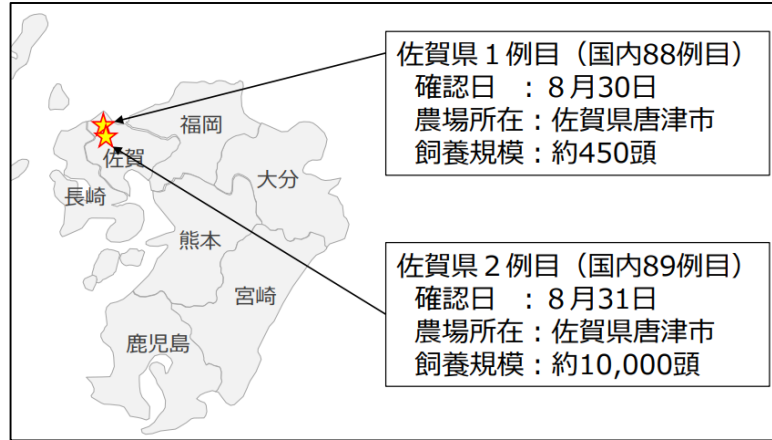 佐賀県１例目（国内88例目）
確認日　：８月30日
農場所在：佐賀県唐津市
飼養規模：約450頭
福岡
佐賀
長崎
大分
熊本
宮崎
鹿児島
佐賀県２例目（国内89例目）
確認日　：８月31日
農場所在：佐賀県唐津市
飼養規模：約10,000頭